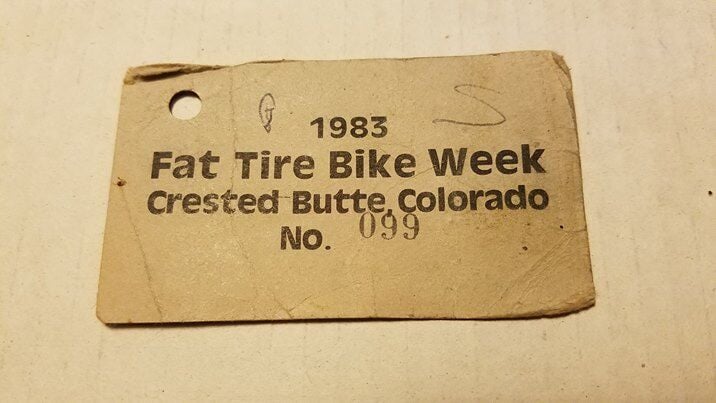 1983
Fat Tire Bike Week
Crested Butte, Colorado
No. 099